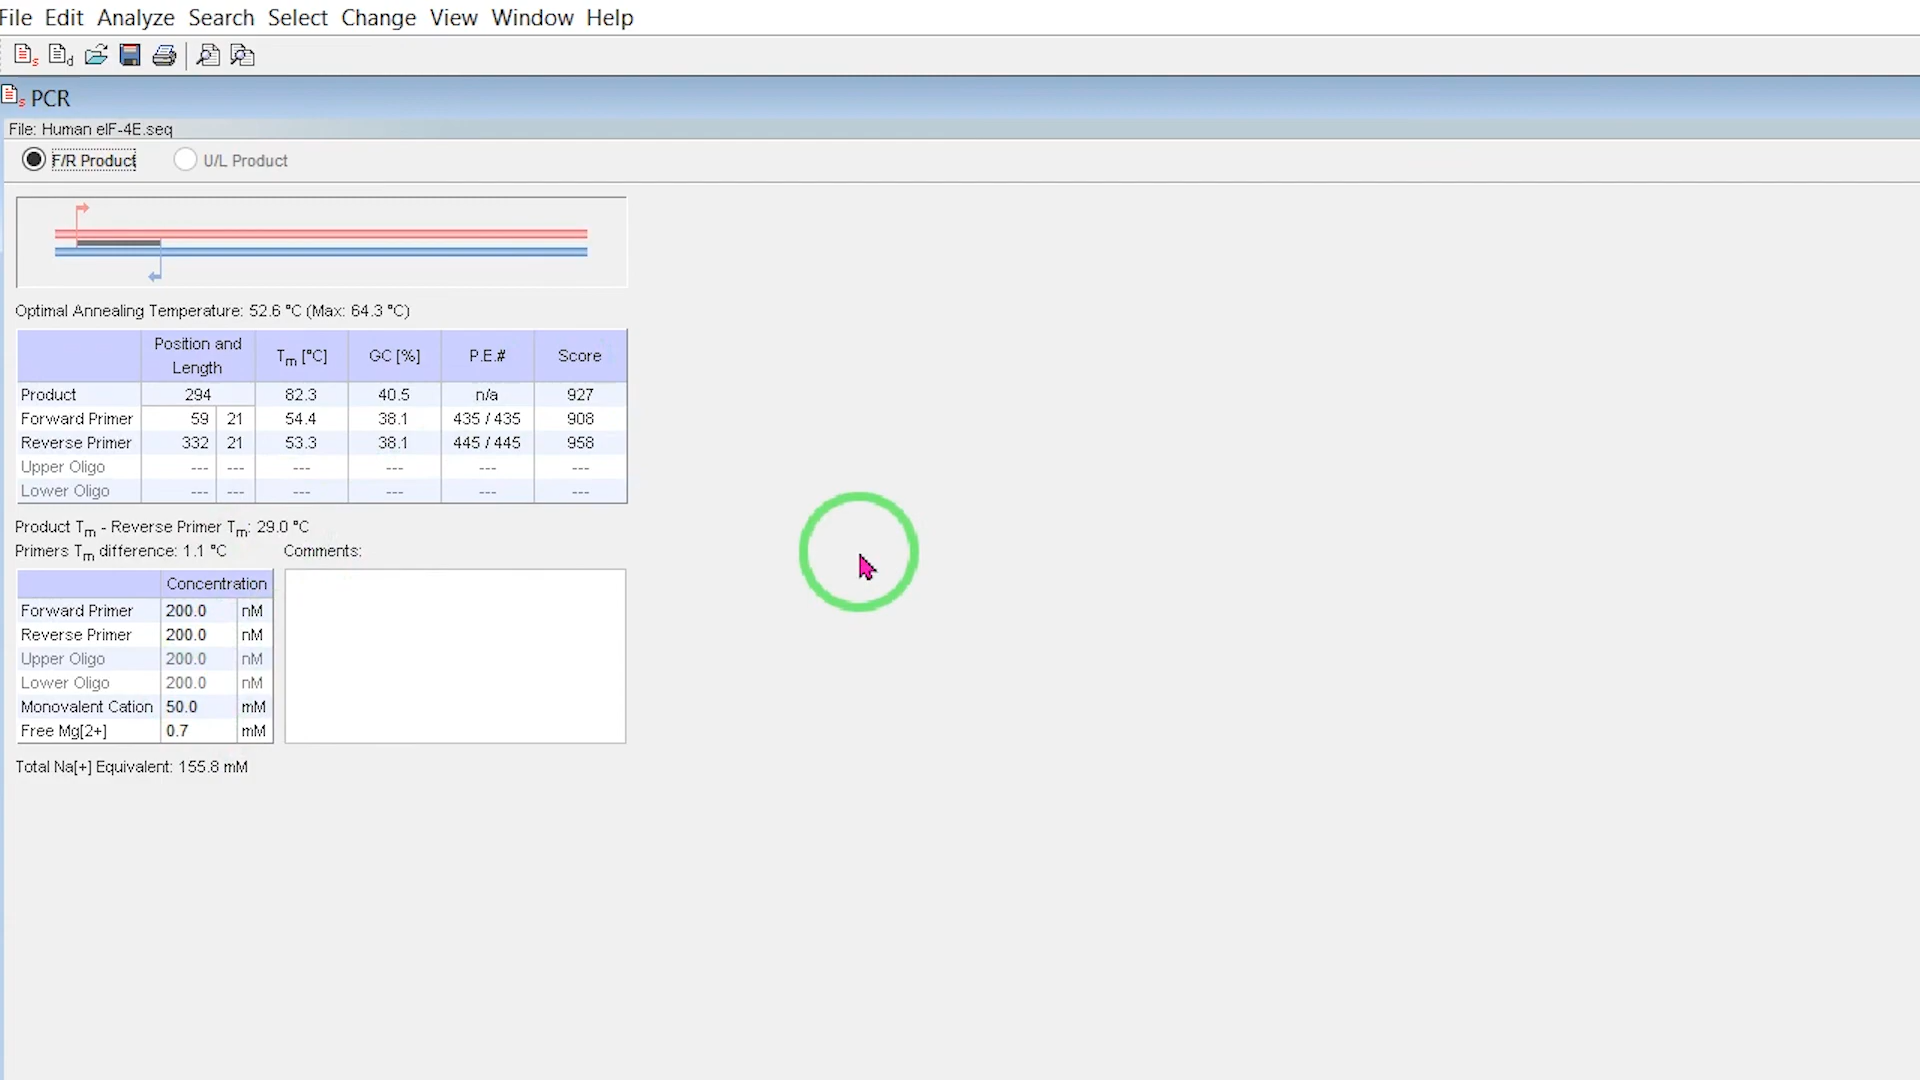 File Edit Analyze Search Select Change View Window Help
PCR
File: Human eIF-4E.seq
F/R Product U/L Product
Optimal Annealing Temperature: 52.6 °C (Max: 64.3 °C)
Position and Length Tm [°C] GC [%] P.E.# Score
Product 294 82.3 40.5 n/a 927
Forward Primer 59 21 54.4 38.1 435 / 435 908
Reverse Primer 332 21 53.3 38.1 445 / 445 958
Upper Oligo --- --- --- --- --- ---
Lower Oligo --- --- --- --- --- ---
Product Tm - Reverse Primer Tm: 29.0 °C
Primers Tm difference: 1.1 °C Comments:
Concentration
Forward Primer 200.0 nM
Reverse Primer 200.0 nM
Upper Oligo 200.0 nM
Lower Oligo 200.0 nM
Monovalent Cation 50.0 mM
Free Mg[2+] 0.7 mM
Total Na[+] Equivalent: 155.8 mM